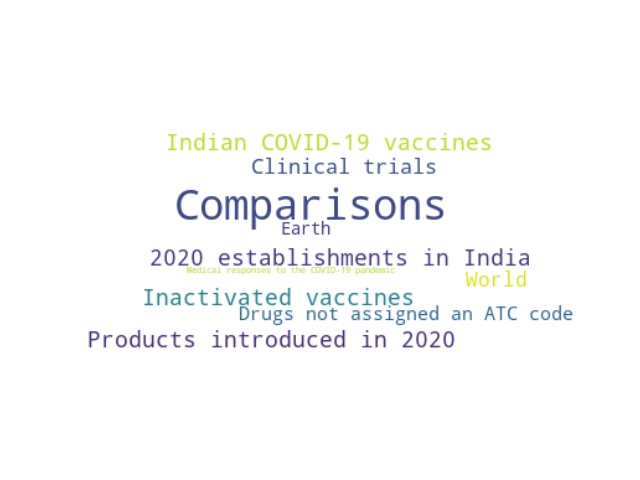 Indian COVID-19 vaccines
Clinical trials
Comparisons
Earth
2020 establishments in India
Medical responses to the COVID-19 pandemic
World
Inactivated vaccines
Drugs not assigned an ATC code
Products introduced in 2020